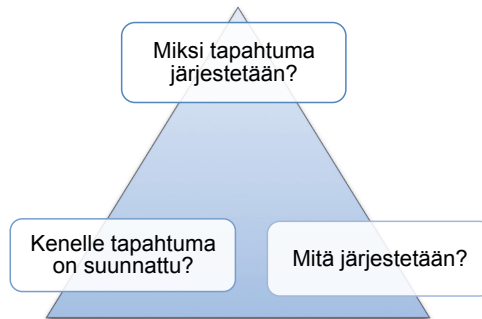 Miksi tapahtuma
järjestetään?
Kenelle tapahtuma
on suunnattu?
Mitä järjestetään?